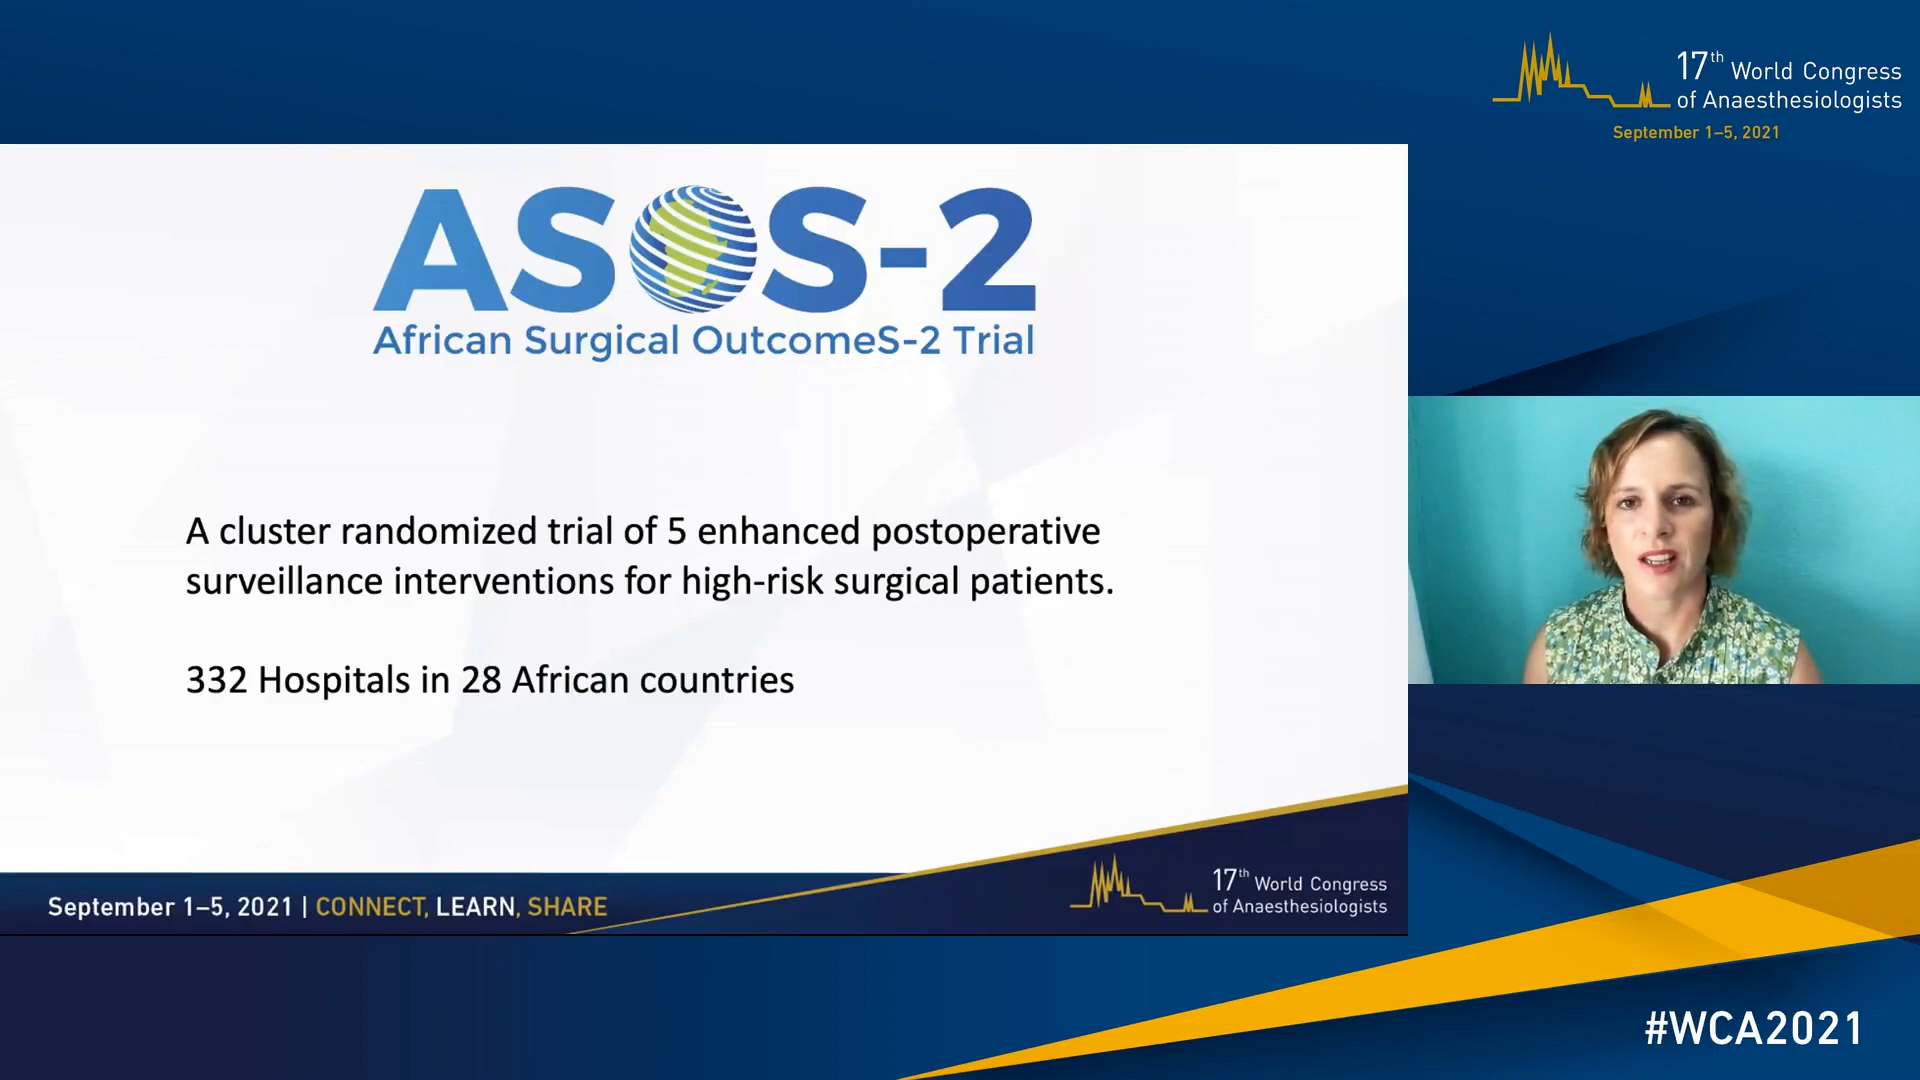 17th World Congress
of Anaesthesiologists
September 1–5, 2021
ASOS-2
African Surgical OutcomeS-2 Trial
A cluster randomized trial of 5 enhanced postoperative
surveillance interventions for high-risk surgical patients.
332 Hospitals in 28 African countries
September 1–5, 2021 | CONNECT, LEARN, SHARE
17th World Congress
of Anaesthesiologists
#WCA2021